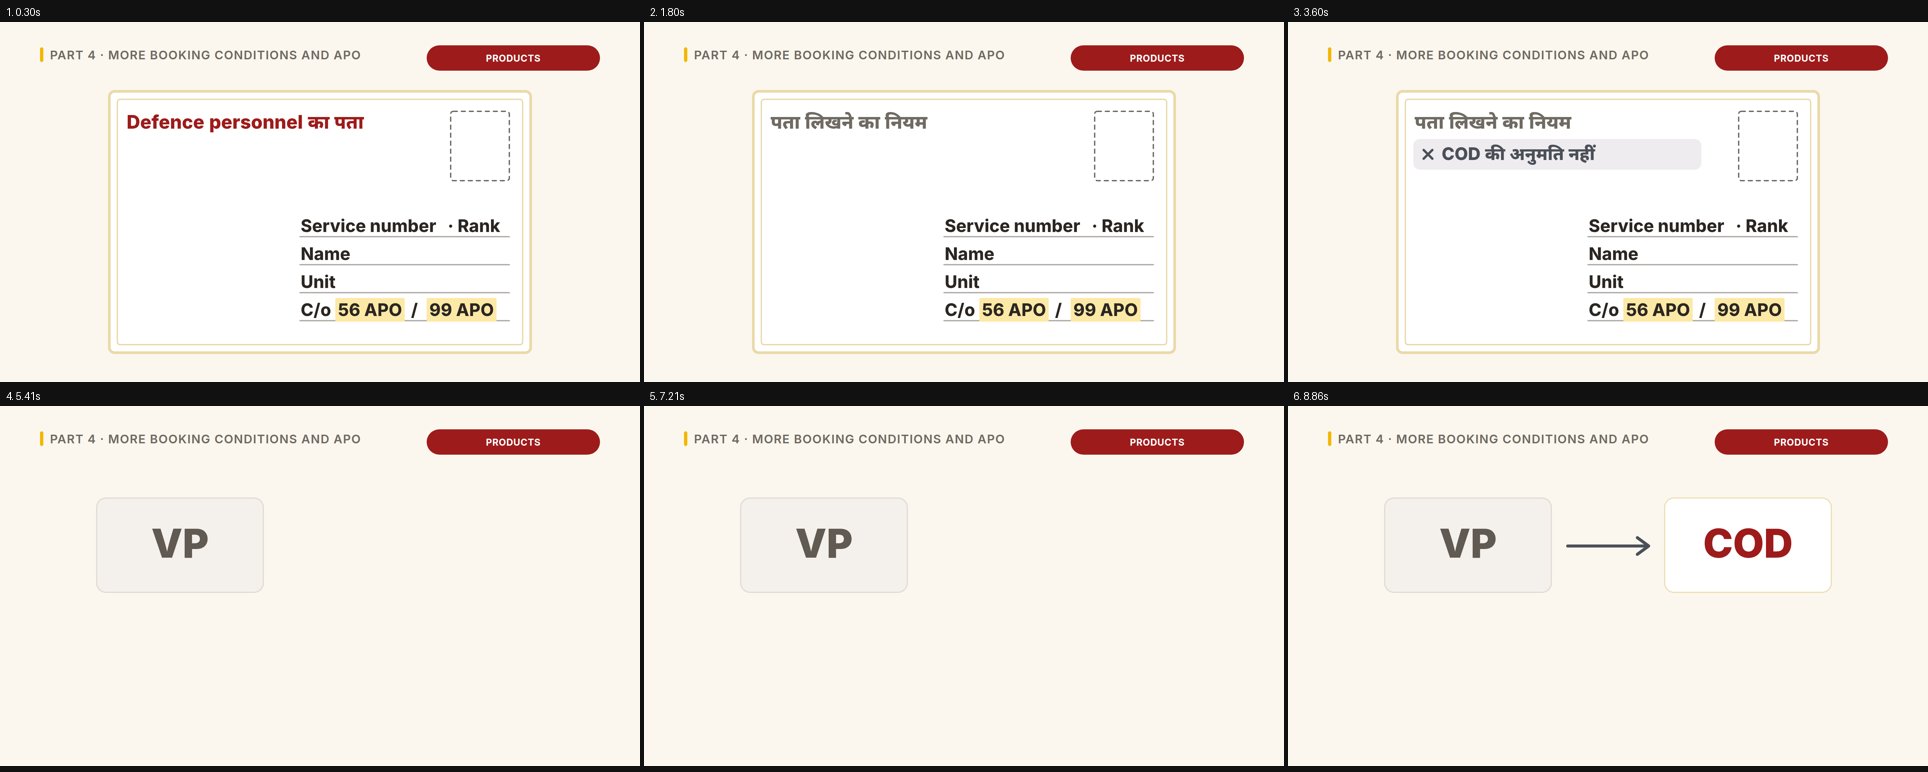 1. 0.30s
PART 4 · MORE BOOKING CONDITIONS AND APO
PRODUCTS
Defence personnel का पता
Service number · Rank
Name
Unit
C/o 56 APO / 99 APO
2. 1.80s
PART 4 · MORE BOOKING CONDITIONS AND APO
PRODUCTS
पता लिखने का नियम
Service number · Rank
Name
Unit
C/o 56 APO / 99 APO
3. 3.60s
PART 4 · MORE BOOKING CONDITIONS AND APO
PRODUCTS
पता लिखने का नियम
× COD की अनुमति नहीं
Service number · Rank
Name
Unit
C/o 56 APO / 99 APO
4. 5.41s
PART 4 · MORE BOOKING CONDITIONS AND APO
PRODUCTS
VP
5. 7.21s
PART 4 · MORE BOOKING CONDITIONS AND APO
PRODUCTS
VP
6. 8.86s
PART 4 · MORE BOOKING CONDITIONS AND APO
PRODUCTS
VP → COD